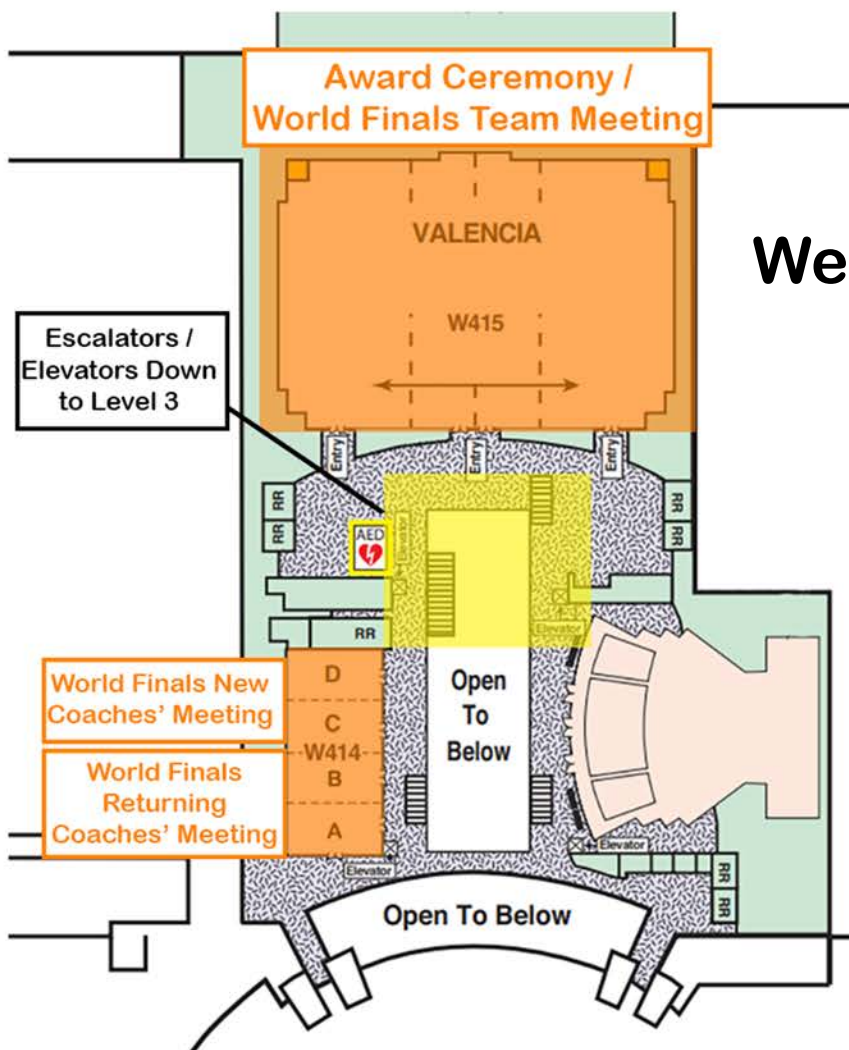 Award Ceremony /
World Finals Team Meeting
VALENCIA
We
W415
Escalators /
Elevators Down
to Level 3
Entry
Entry
Entry
RR
RR
RR
RR
AED
Elevator
Elevator
RR
World Finals New
Coaches' Meeting
D
C
W414
B
A
World Finals
Returning
Coaches' Meeting
Open
To
Below
Elevator
Elevator
RR
RR
Open To Below